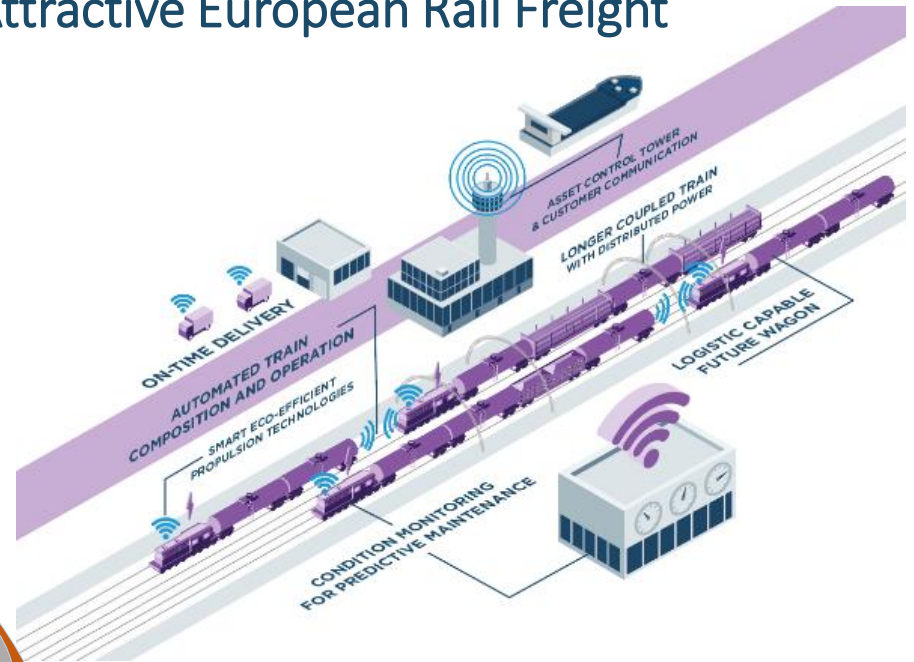 ttractive European Rail Freight
ASSET CONTROL TOWER
& CUSTOMER COMMUNICATION
LONGER COUPLED TRAIN
WITH DISTRIBUTED POWER
ON-TIME DELIVERY
AUTOMATED TRAIN
COMPOSITION AND OPERATION
LOGISTIC CAPABLE
FUTURE WAGON
SMART ECO-EFFICIENT
PROPULSION TECHNOLOGIES
CONDITION MONITORING
FOR PREDICTIVE MAINTENANCE